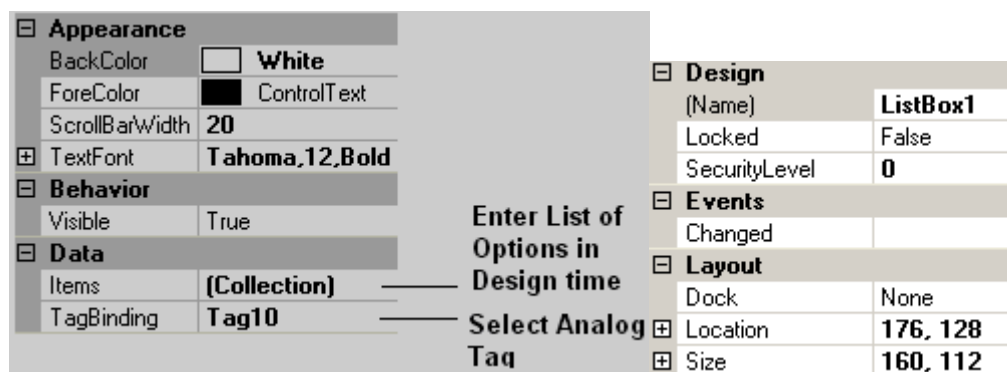 Appearance
BackColor White
ForeColor ControlText
ScrollBarWidth 20
TextFont Tahoma,12,Bold
Behavior
Visible True
Data
Items (Collection)
TagBinding Tag10
Enter List of
Options in
Design time
Select Analog
Tag
Design
(Name) ListBox1
Locked False
SecurityLevel 0
Events
Changed
Layout
Dock None
Location 176, 128
Size 160, 112